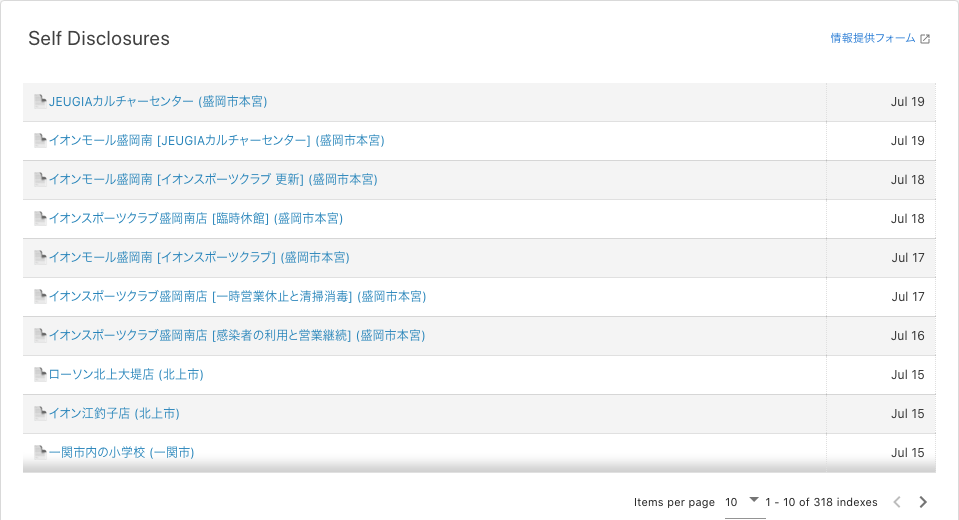 Self Disclosures
情報提供フォーム
JEUGIAカルチャーセンター (盛岡市本宮) Jul 19
イオンモール盛岡南 [JEUGIAカルチャーセンター] (盛岡市本宮) Jul 19
イオンモール盛岡南 [イオンスポーツクラブ 更新] (盛岡市本宮) Jul 18
イオンスポーツクラブ盛岡南店 [臨時休館] (盛岡市本宮) Jul 18
イオンモール盛岡南 [イオンスポーツクラブ] (盛岡市本宮) Jul 17
イオンスポーツクラブ盛岡南店 [一時営業休止と清掃消毒] (盛岡市本宮) Jul 17
イオンスポーツクラブ盛岡南店 [感染者の利用と営業継続] (盛岡市本宮) Jul 16
ローソン北上大堤店 (北上市) Jul 15
イオン江釣子店 (北上市) Jul 15
一関市内の小学校 (一関市) Jul 15
Items per page 10 1 - 10 of 318 indexes